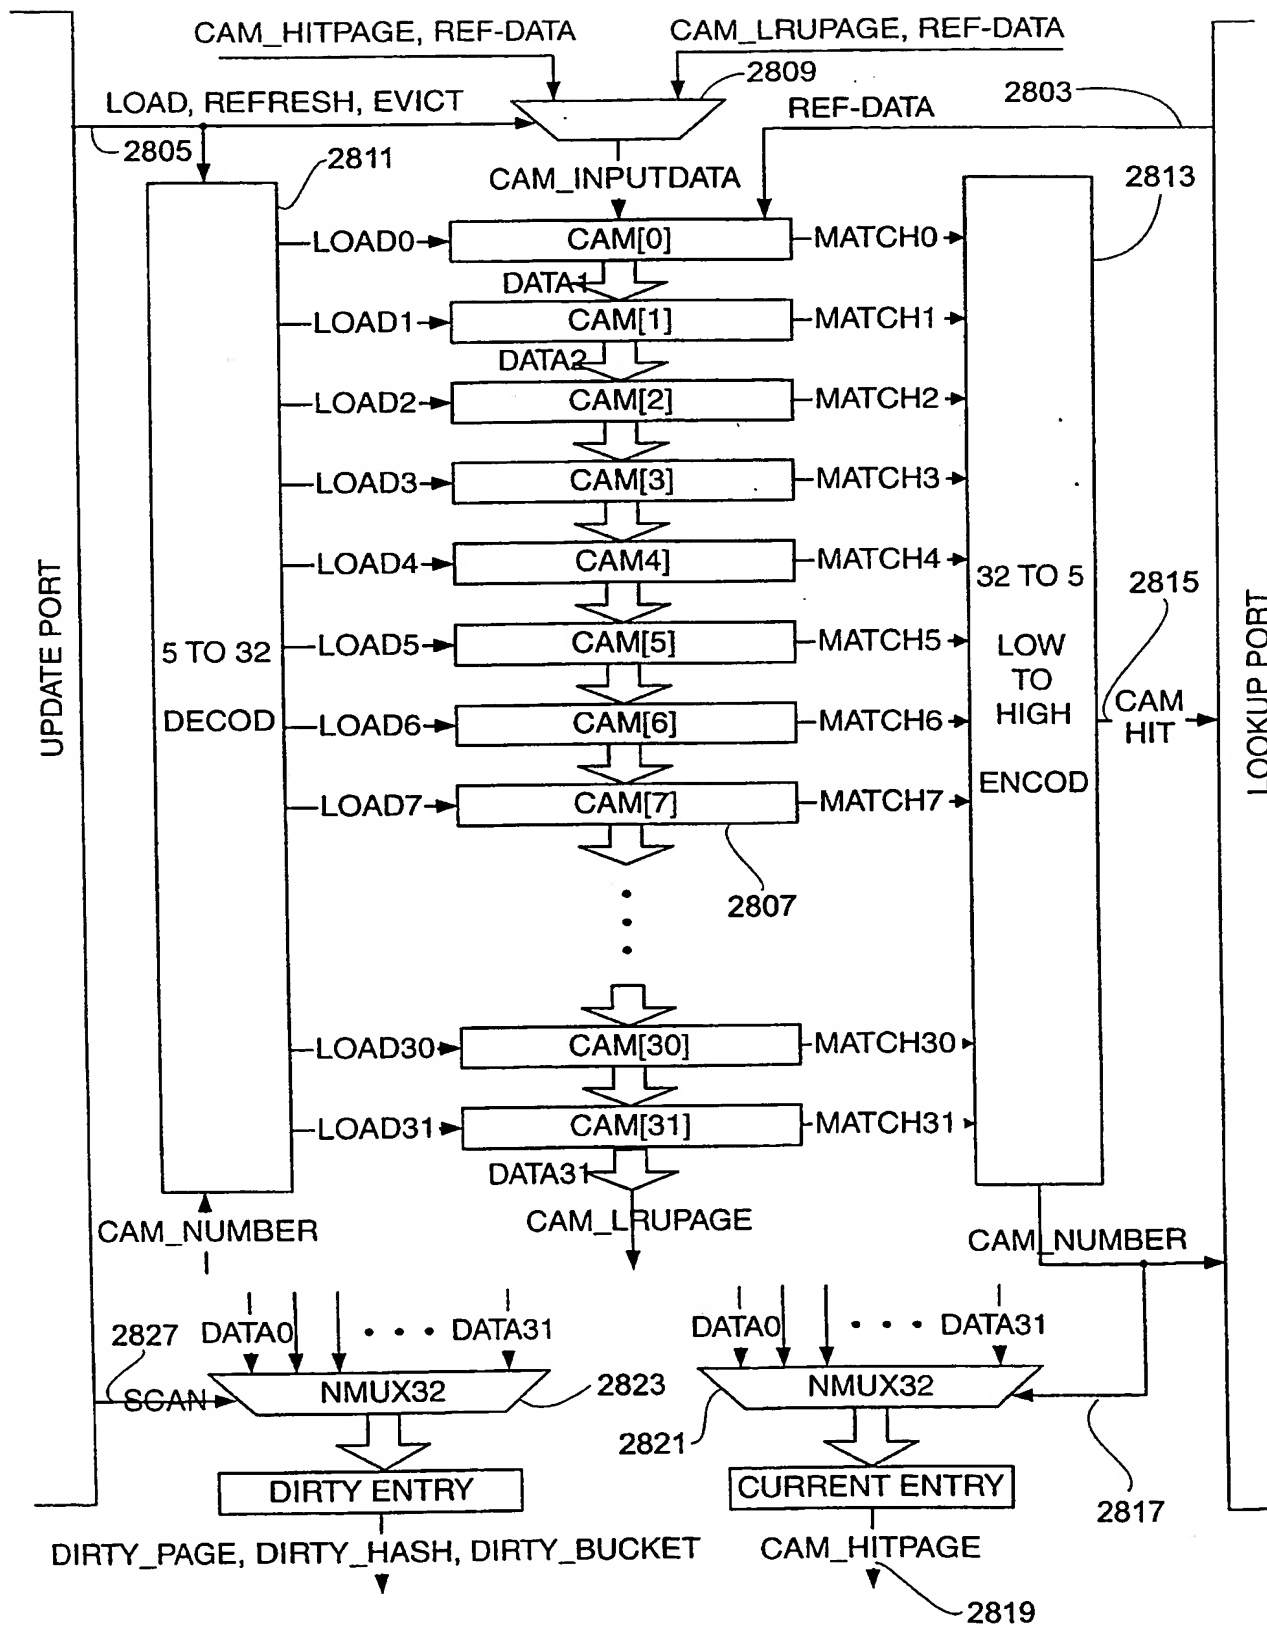 CAM_HITPAGE, REF-DATA
CAM_LRUPAGE, REF-DATA
2809
LOAD, REFRESH, EVICT
REF-DATA
2803
2805
2811
CAM_INPUTDATA
2813
LOAD0
CAM[0]
MATCH0
DATA1
LOAD1
CAM[1]
MATCH1
DATA2
LOAD2
CAM[2]
MATCH2
LOAD3
CAM[3]
MATCH3
LOAD4
CAM4]
MATCH4
UPDATE PORT
5 TO 32
DECOD
32 TO 5
LOW
TO
HIGH
ENCOD
2815
CAM
HIT
LOOKUP PORT
LOAD5
CAM[5]
MATCH5
LOAD6
CAM[6]
MATCH6
LOAD7
CAM[7]
MATCH7
2807
LOAD30
CAM[30]
MATCH30
LOAD31
CAM[31]
MATCH31
DATA31
CAM_NUMBER
CAM_LRUPAGE
CAM_NUMBER
2827
DATA0
DATA31
DATA0
DATA31
SCAN
NMUX32
2823
NMUX32
2821
DIRTY ENTRY
CURRENT ENTRY
2817
DIRTY_PAGE, DIRTY_HASH, DIRTY_BUCKET
CAM_HITPAGE
2819